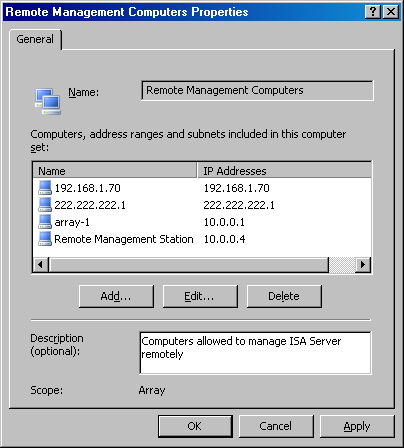 Remote Management Computers Properties
General
Name: Remote Management Computers
Computers, address ranges and subnets included in this computer
set:
Name IP Addresses
192.168.1.70 192.168.1.70
222.222.222.1 222.222.222.1
array-1 10.0.0.1
Remote Management Station 10.0.0.4
Add... Edit... Delete
Description
(optional):
Computers allowed to manage ISA Server
remotely
Scope: Array
OK Cancel Apply